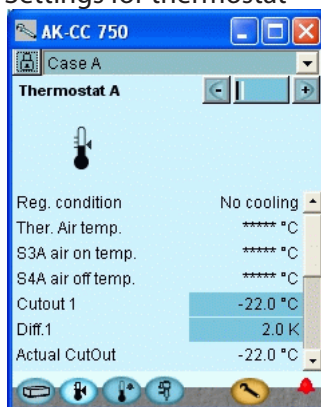 Settings for thermostat
AK-CC 750
Case A
Thermostat A
Reg. condition No cooling
Ther. Air temp. ***** °C
S3A air on temp. ***** °C
S4A air off temp. ***** °C
Cutout 1 -22.0 °C
Diff.1 2.0 K
Actual CutOut -22.0 °C